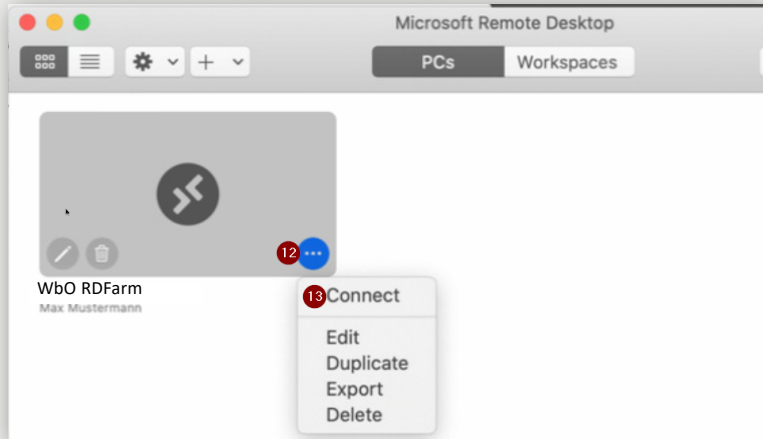 Microsoft Remote Desktop
PCs Workspaces
12
WbO RDFarm
13 Connect
Max Mustermann
Edit
Duplicate
Export
Delete